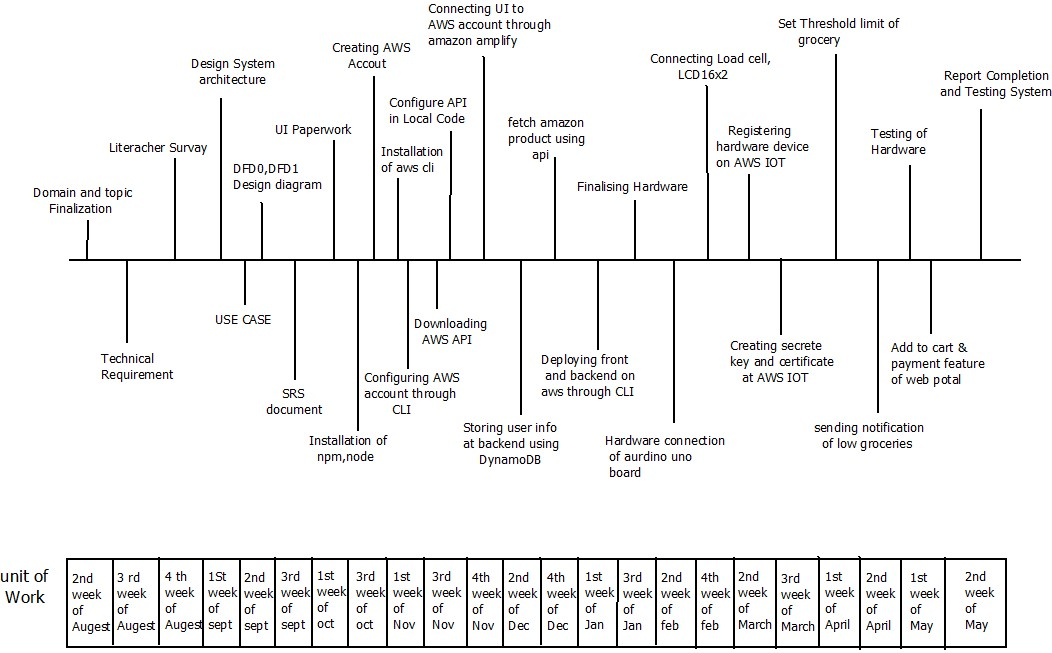 Connecting UI to
AWS account through
amazon amplify
Set Threshold limit of
grocery
Creating AWS
Accout
Design System
architecture
Connecting Load cell,
LCD16x2
Report Completion
and Testing System
Configure API
in Local Code
UI Paperwork
fetch amazon
product using
api
Registering
hardware device
on AWS IOT
Testing of
Hardware
Literacher Survay
Installation
of aws cli
DFD0,DFD1
Design diagram
Finalising Hardware
Domain and topic
Finalization
USE CASE
Downloading
AWS API
Technical
Requirement
Creating secrete
key and certificate
at AWS IOT
Add to cart &
payment feature
of web potal
Deploying front
and backend on
aws through CLI
Configuring AWS
account through
CLI
SRS
document
Installation of
npm,node
Storing user info
at backend using
DynamoDB
Hardware connection
of aurdino uno
board
sending notification
of low groceries
unit of
Work
2nd
week
of
Augest
3 rd
week
of
Augest
4 th
week
of
Augest
1St
week
of
sept
2nd
week
of
sept
3rd
week
of
sept
1st
week
of
oct
3rd
week
of
oct
1st
week
of
Nov
3rd
week
of
Nov
4th
week
of
Nov
2nd
week
of
Dec
4th
week
of
Dec
1st
week
of
Jan
3rd
week
of
Jan
2nd
week
of
feb
4th
week
of
feb
2nd
week
of
March
3rd
week
of
March
1st
week
of
April
2nd
week
of
April
1st
week
of
May
2nd
week
of
May